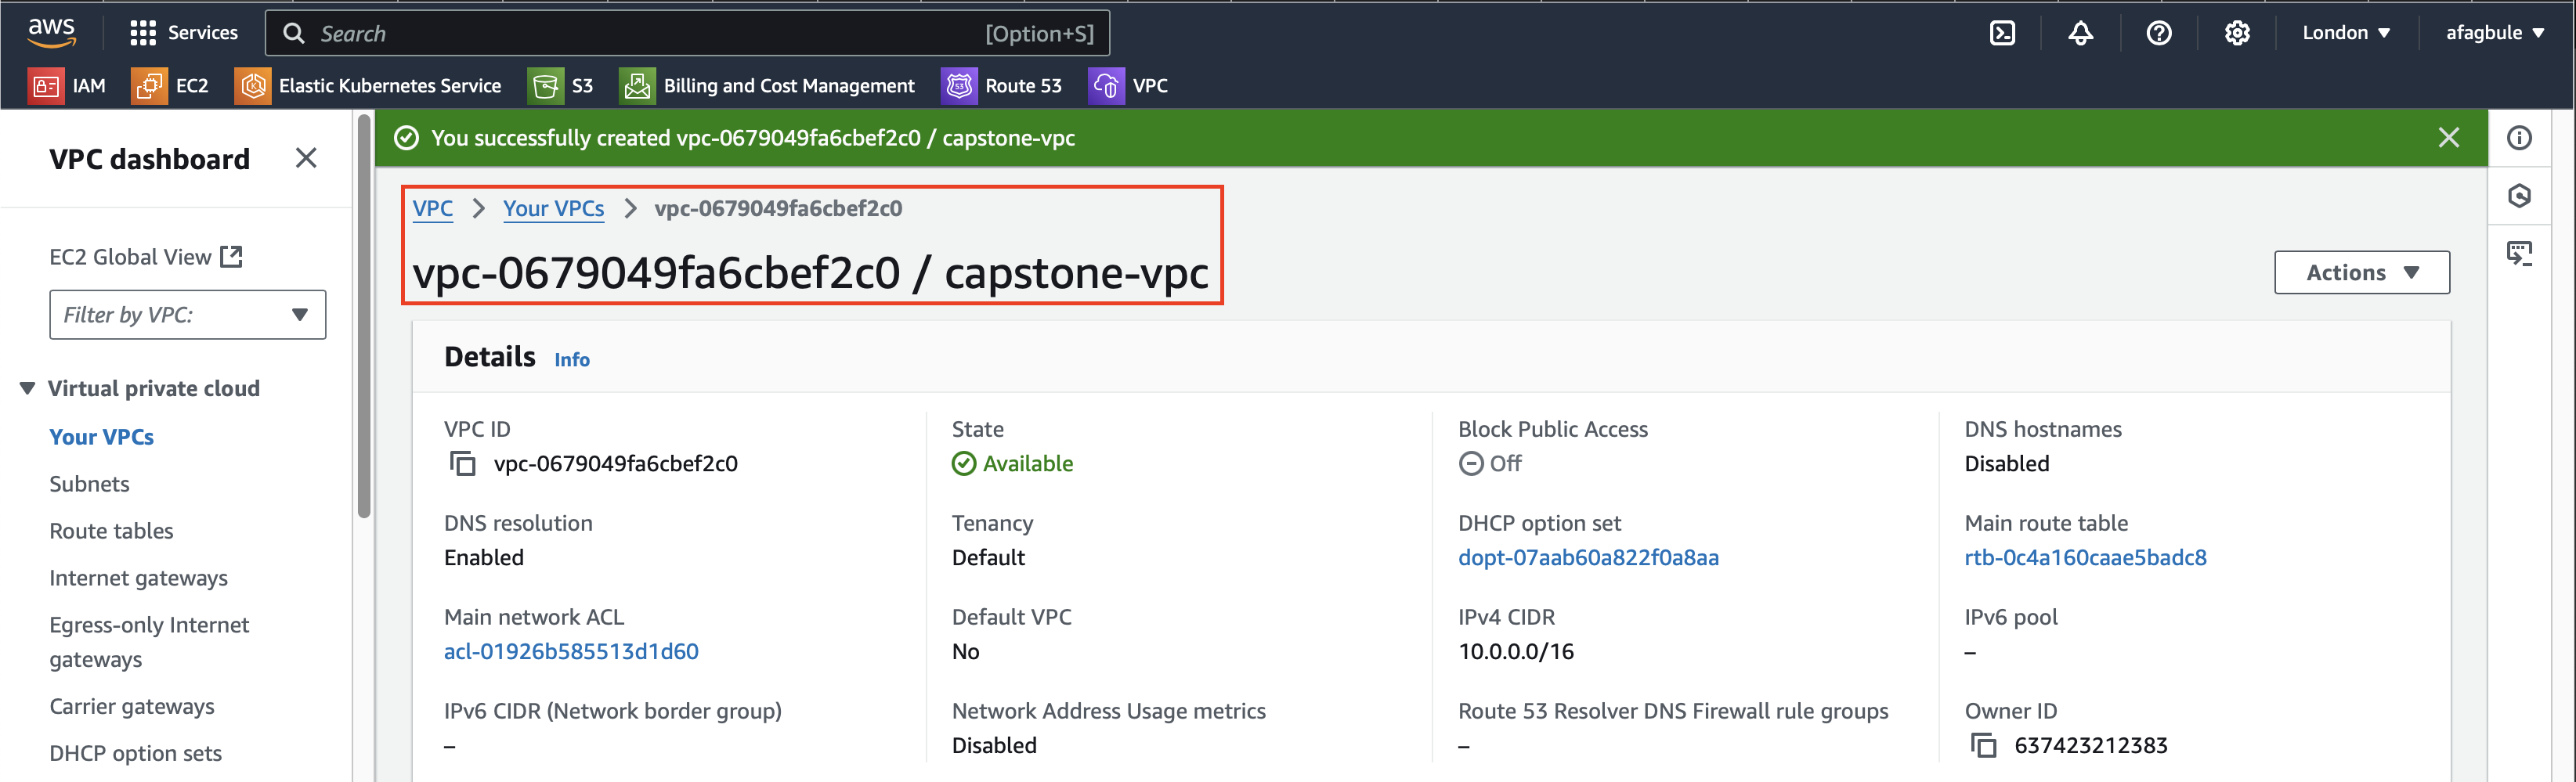 aws
Services
Search
[Option+S]
London
afagbule
IAM
EC2
Elastic Kubernetes Service
S3
Billing and Cost Management
Route 53
VPC
VPC dashboard
EC2 Global View
Filter by VPC:
Virtual private cloud
Your VPCs
Subnets
Route tables
Internet gateways
Egress-only Internet
gateways
Carrier gateways
DHCP option sets
You successfully created vpc-0679049fa6cbef2c0 / capstone-vpc
VPC
Your VPCs
vpc-0679049fa6cbef2c0
vpc-0679049fa6cbef2c0 / capstone-vpc
Actions
Details Info
VPC ID
vpc-0679049fa6cbef2c0
State
Available
Block Public Access
Off
DNS hostnames
Disabled
DNS resolution
Enabled
Tenancy
Default
DHCP option set
dopt-07aab60a822f0a8aa
Main route table
rtb-0c4a160caae5badc8
Main network ACL
acl-01926b585513d1d60
Default VPC
No
IPv4 CIDR
10.0.0.0/16
IPv6 pool
–
IPv6 CIDR (Network border group)
–
Network Address Usage metrics
Disabled
Route 53 Resolver DNS Firewall rule groups
–
Owner ID
637423212383